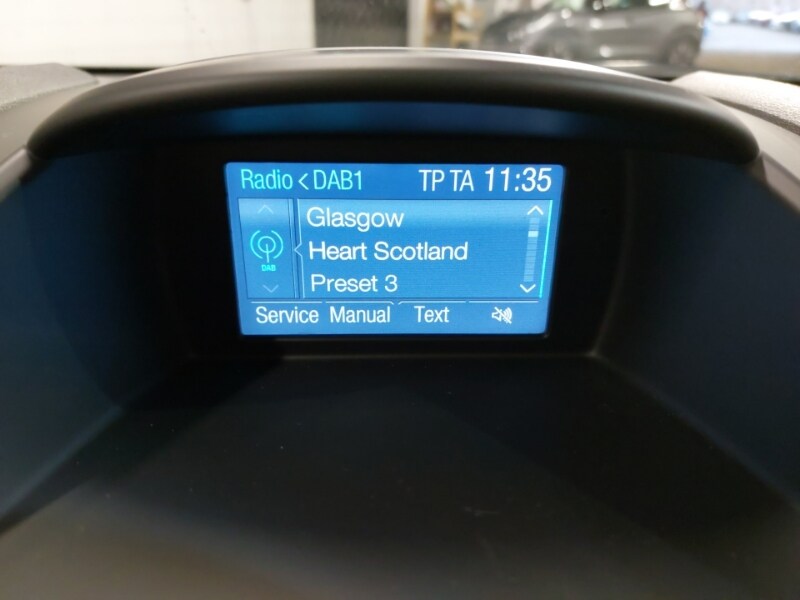 Radio < DAB1 TP TA 11:35
Glasgow
DAB
Heart Scotland
Preset 3
Service Manual Text